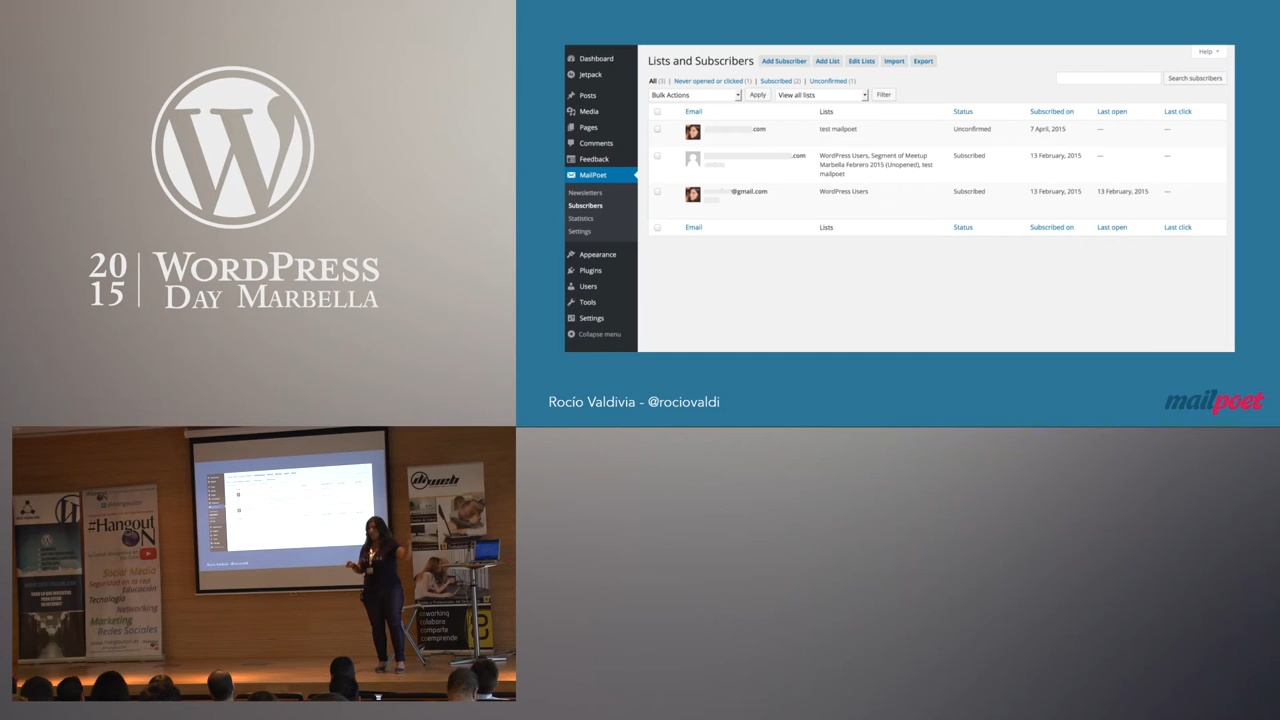 20
15
WORDPRESS
DAY MARBELLA
Dashboard
Jetpack
Posts
Media
Pages
Comments
Feedback
MailPoet
Newsletters
Subscribers
Statistics
Settings
Appearance
Plugins
Users
Tools
Settings
Collapse menu
Help
Lists and Subscribers Add Subscriber Add List Edit Lists Import Export
All (3) | Never opened or clicked (1) | Subscribed (2) | Unconfirmed (1)
Search subscribers
Bulk Actions Apply View all lists Filter
Email Lists Status Subscribed on Last open Last click
.com test mailpoet Unconfirmed 7 April, 2015 --- ---
.com WordPress Users, Segment of Meetup Subscribed 13 February, 2015 --- ---
Marbella Febrero 2015 (Unopened), test
mailpoet
@gmail.com WordPress Users Subscribed 13 February, 2015 13 February, 2015 ---
Email Lists Status Subscribed on Last open Last click
Rocío Valdivia - @rociovaldi
mailpoet
#Hangout
ON
Social Media
Seguridad en la red
Educación
Tecnología
Networking
Marketing
Redes Sociales
coworking
colabora
comparte
comprende